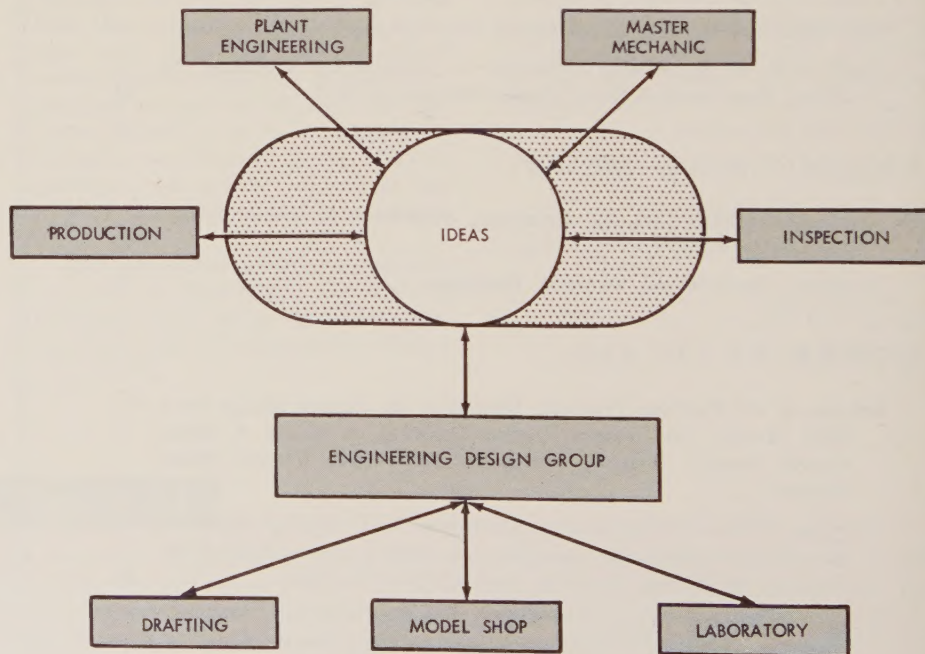 PLANT
ENGINEERING
MASTER
MECHANIC
PRODUCTION
IDEAS
INSPECTION
ENGINEERING DESIGN GROUP
DRAFTING
MODEL SHOP
LABORATORY